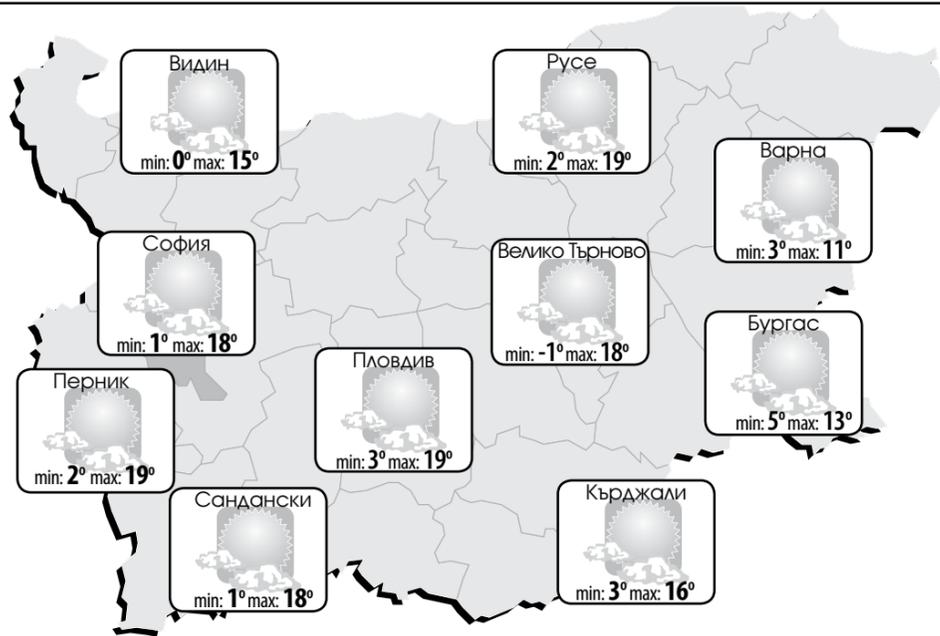 Видин
min: 0° max: 15°
Русе
min: 2° max: 19°
Варна
min: 3° max: 11°
София
min: 1° max: 18°
Велико Търново
min: -1° max: 18°
Бургас
min: 5° max: 13°
Пловдив
min: 3° max: 19°
Перник
min: 2° max: 19°
Сандански
min: 1° max: 18°
Кърджали
min: 3° max: 16°